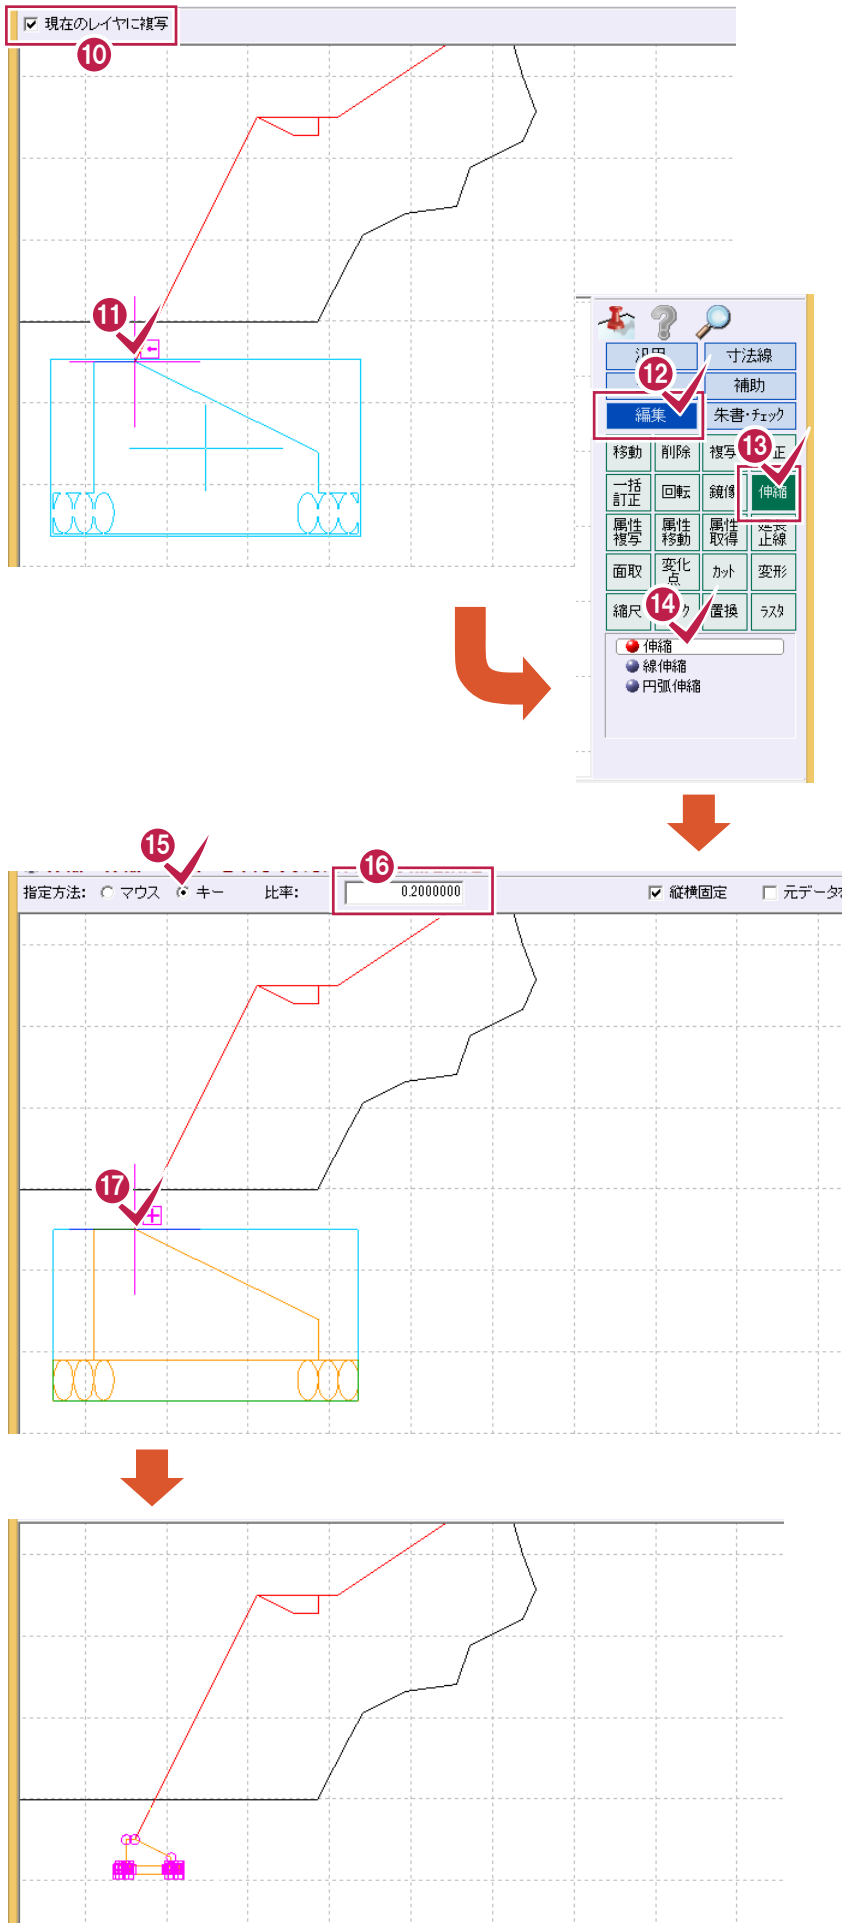 現在のレイヤに複写
10
11
寸法線
12
補助
編集
朱書・チェック
13
移動
削除
複写
正
一括訂正
回転
鏡像
伸縮
属性複写
属性移動
属性取得
延長止線
面取
変化点
カット
変形
14
縮尺
置換
ラスタ
伸縮
線伸縮
円弧伸縮
15
16
指定方法: マウス キー 比率: 0.2000000 縦横固定 元データ
17